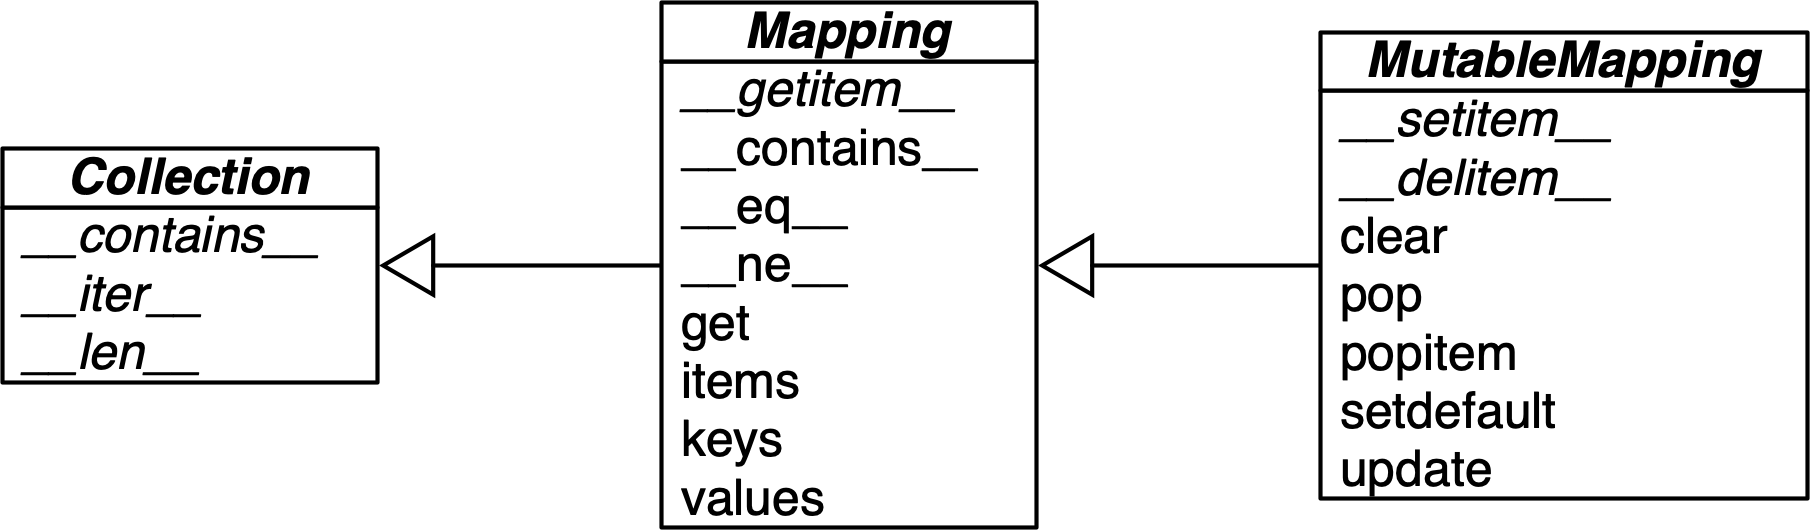 Collection
__contains__
__iter__
__len__
Mapping
__getitem__
__contains__
__eq__
__ne__
get
items
keys
values
MutableMapping
__setitem__
__delitem__
clear
pop
popitem
setdefault
update